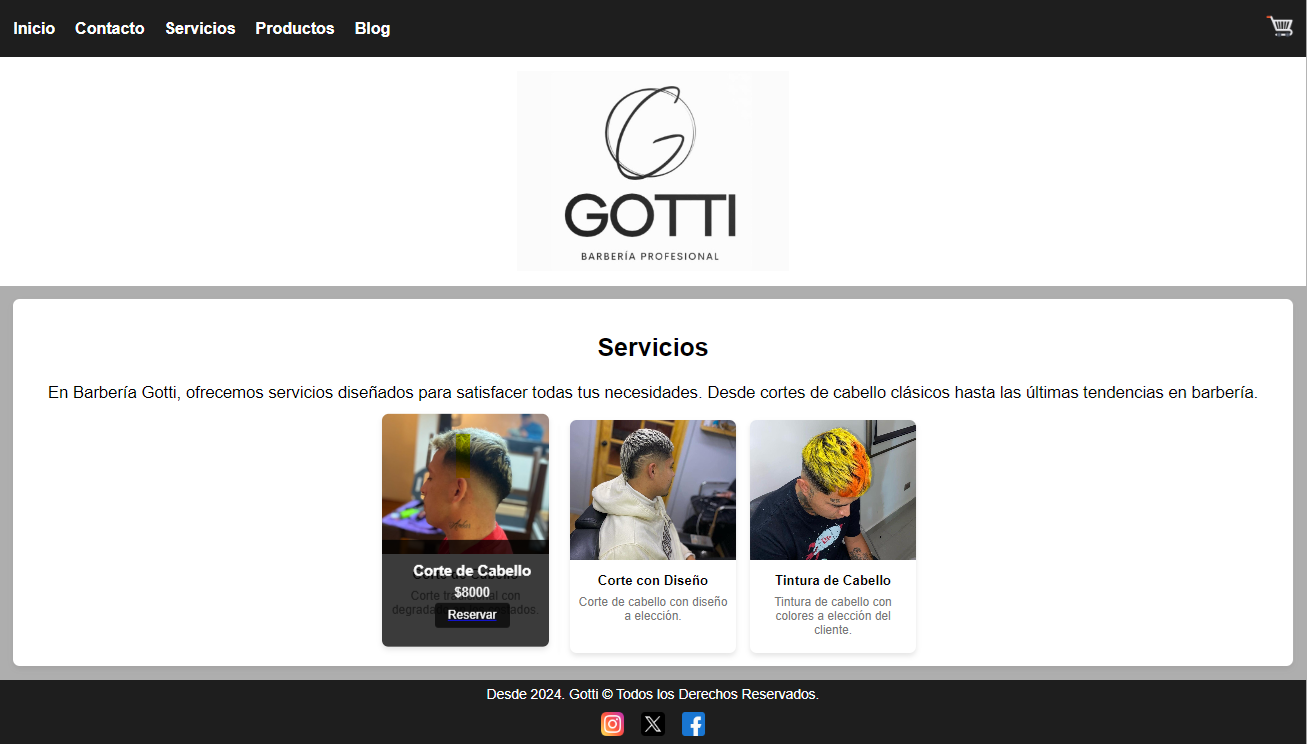 Inicio Contacto Servicios Productos Blog
G
GOTTI
BARBERÍA PROFESIONAL
Servicios
En Barbería Gotti, ofrecemos servicios diseñados para satisfacer todas tus necesidades. Desde cortes de cabello clásicos hasta las últimas tendencias en barbería.
Corte de Cabello
$8000
Reservar
Corte con Diseño
Corte de cabello con diseño
a elección.
Tintura de Cabello
Tintura de cabello con
colores a elección del
cliente.
Desde 2024. Gotti © Todos los Derechos Reservados.